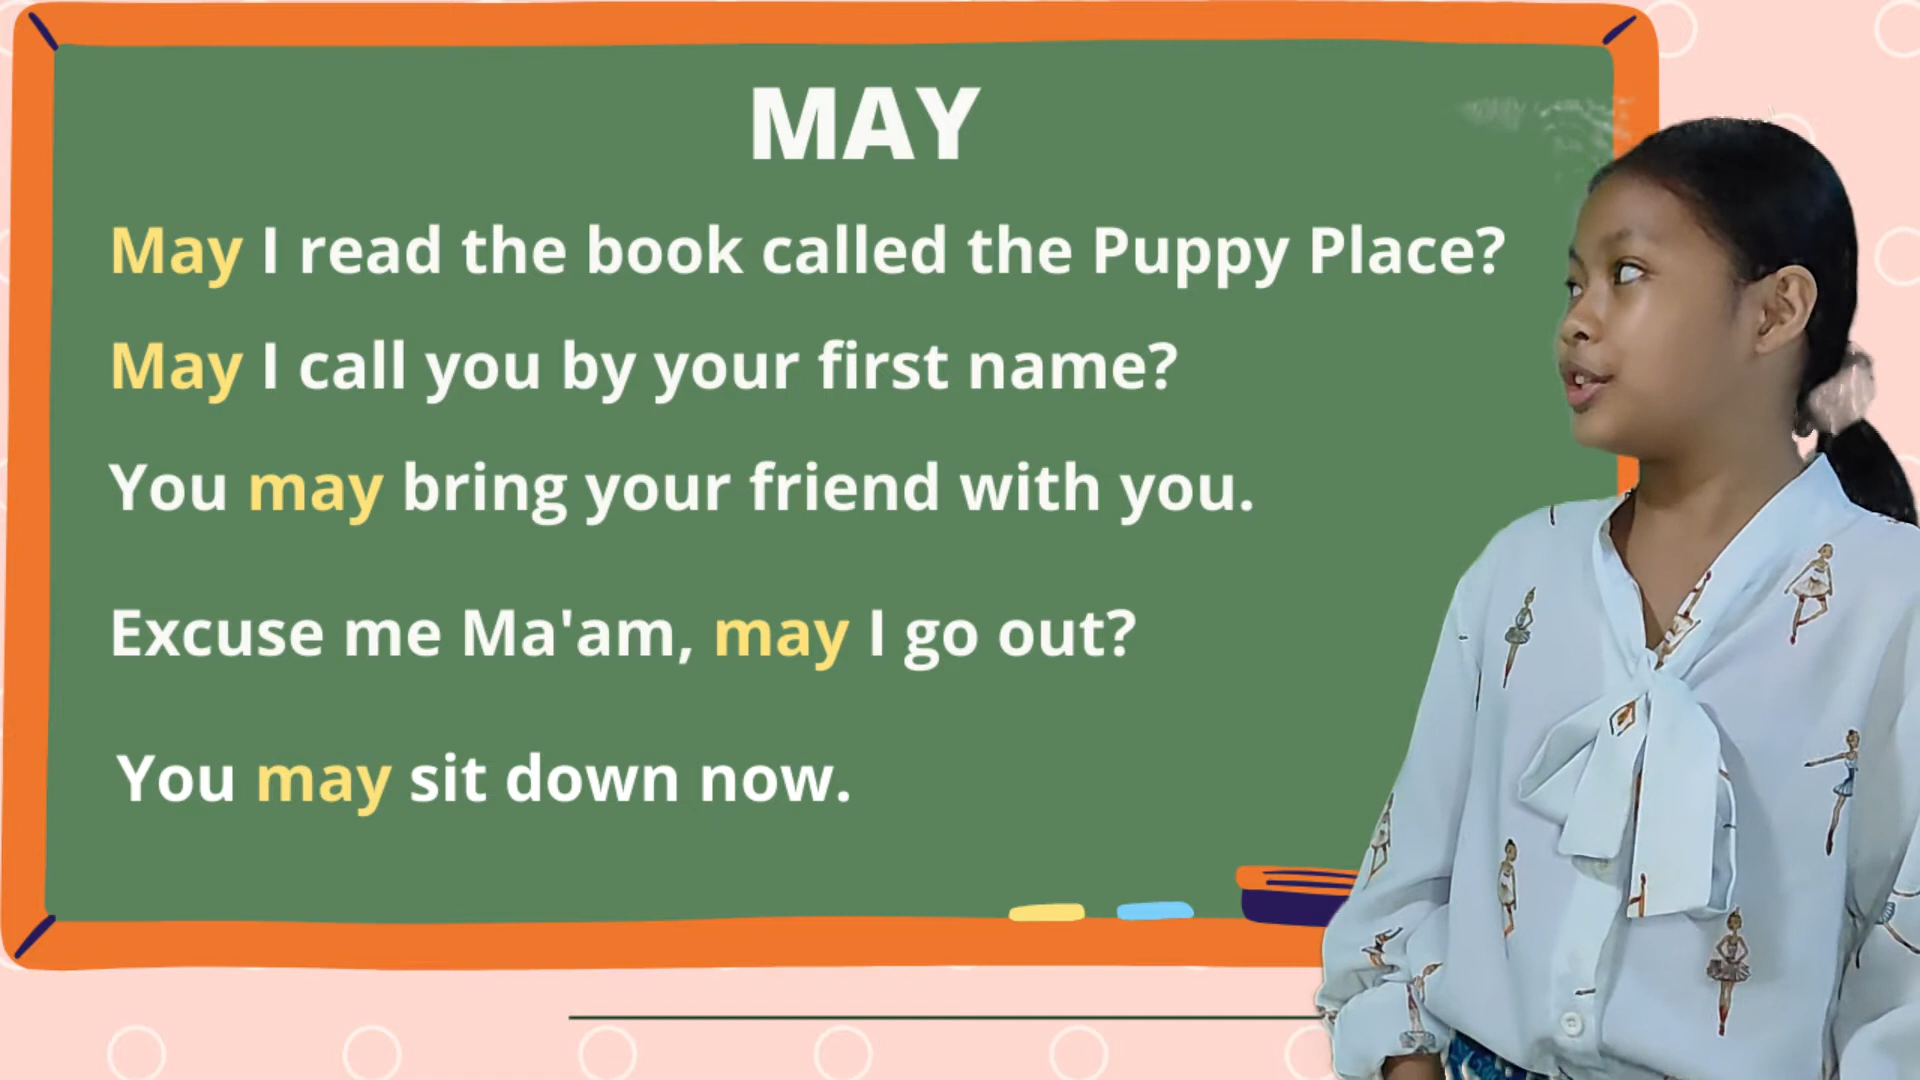 MAY
May I read the book called the Puppy Place?
May I call you by your first name?
You may bring your friend with you.
Excuse me Ma'am, may I go out?
You may sit down now.